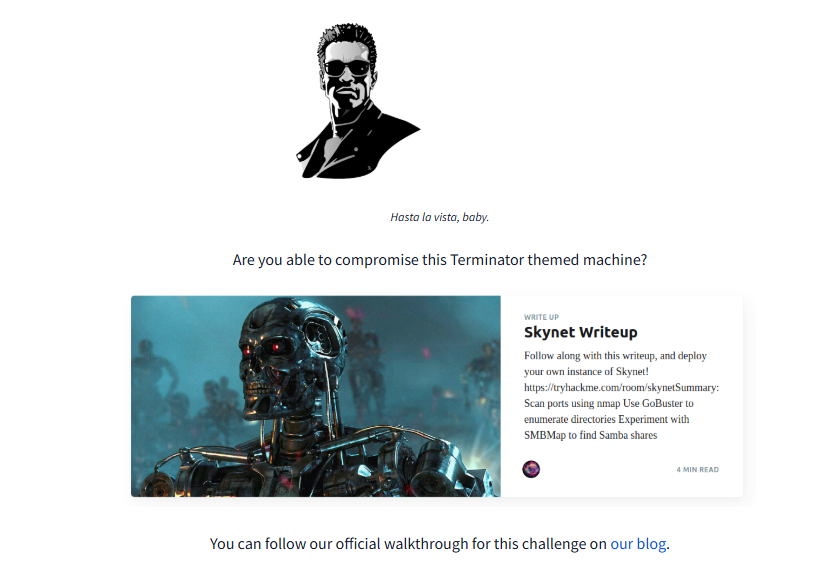 Hasta la vista, baby.
Are you able to compromise this Terminator themed machine?
WRITE UP
Skynet Writeup
Follow along with this writeup, and deploy
your own instance of Skynet!
https://tryhackme.com/room/skynetSummary:
Scan ports using nmap Use GoBuster to
enumerate directories Experiment with
SMBMap to find Samba shares
4 MIN READ
You can follow our official walkthrough for this challenge on our blog.